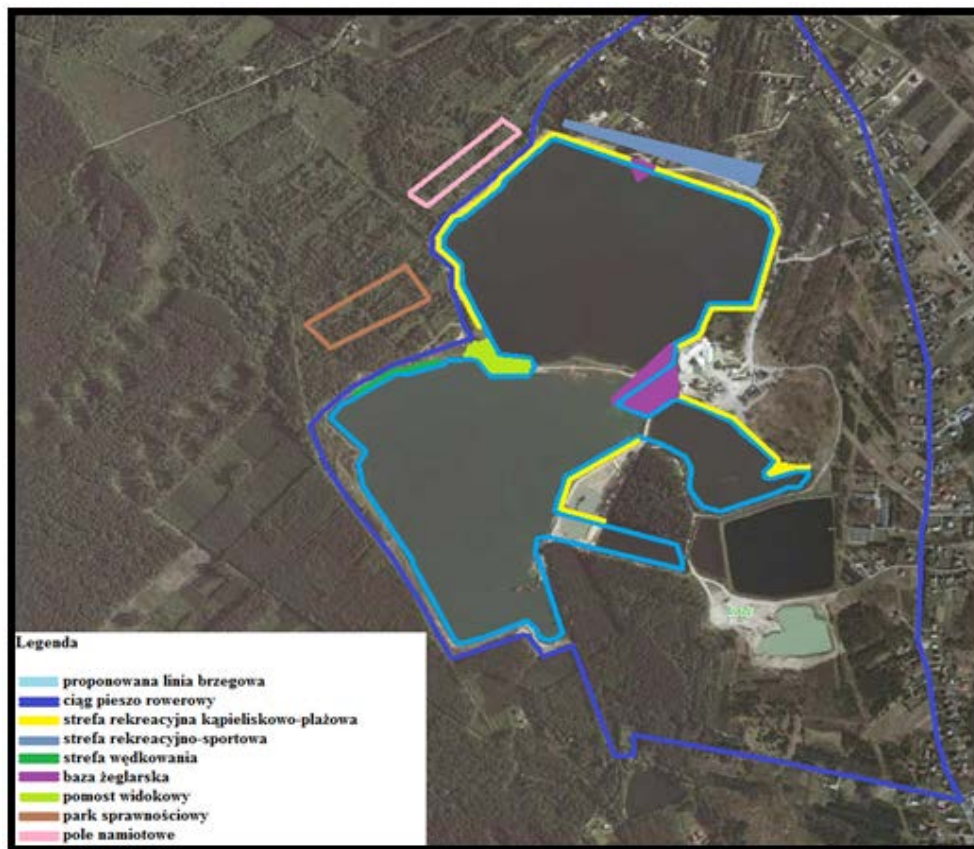 Legenda
proponowana linia brzegowa
ciąg pieszo rowerowy
strefa rekreacyjna kąpieliskowo-plażowa
strefa rekreacyjno-sportowa
strefa wędkowania
baza żeglarska
pomost widokowy
park sprawnościowy
pole namiotowe